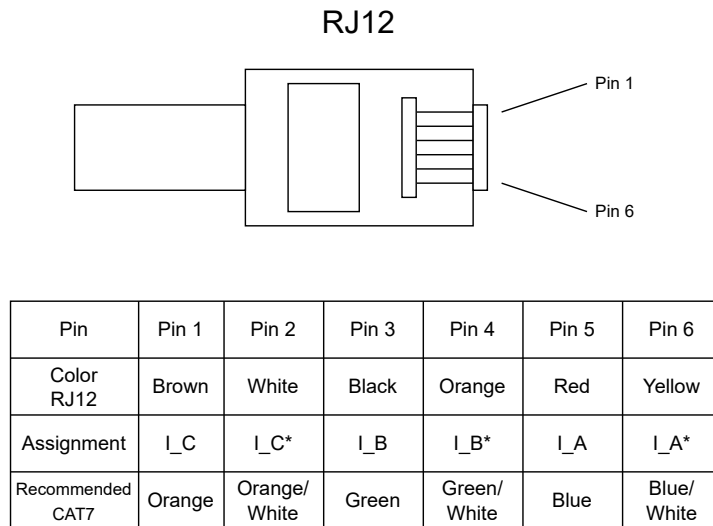 RJ12
Pin 1
Pin 6
Pin Pin 1 Pin 2 Pin 3 Pin 4 Pin 5 Pin 6
Color
RJ12
Brown White Black Orange Red Yellow
Assignment I_C I_C* I_B I_B* I_A I_A*
Recommended
CAT7
Orange Orange/
White
Green Green/
White
Blue Blue/
White